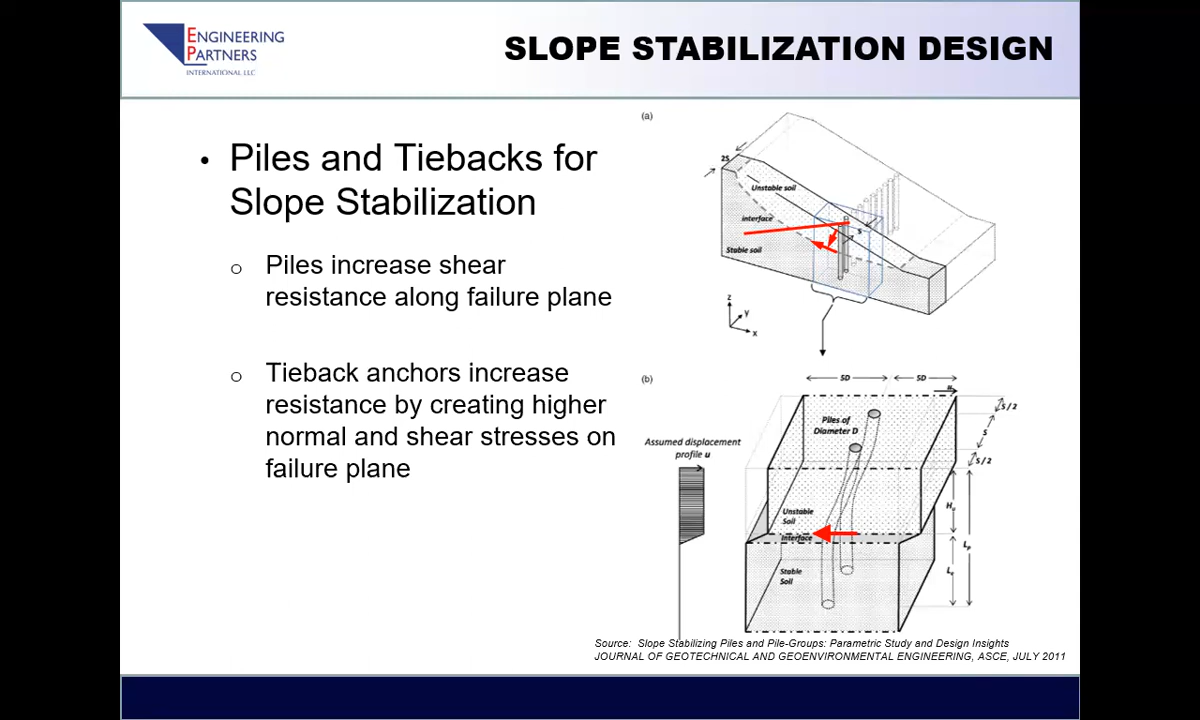 ENGINEERING
PARTNERS
INTERNATIONAL LLC
SLOPE STABILIZATION DESIGN
• Piles and Tiebacks for
Slope Stabilization
o Piles increase shear
resistance along failure plane
o Tieback anchors increase
resistance by creating higher
normal and shear stresses on
failure plane
(a)
2S
Unstable soil
interface
S
Stable soil
z
y
x
(b)
5D
5D
u
S/2
Piles of
Diameter D
S
Assumed displacement
profile u
S/2
Unstable
Soil
Hu
Interface
Lp
Stable
Soil
Source: Slope Stabilizing Piles and Pile-Groups: Parametric Study and Design Insights
JOURNAL OF GEOTECHNICAL AND GEOENVIRONMENTAL ENGINEERING, ASCE, JULY 2011